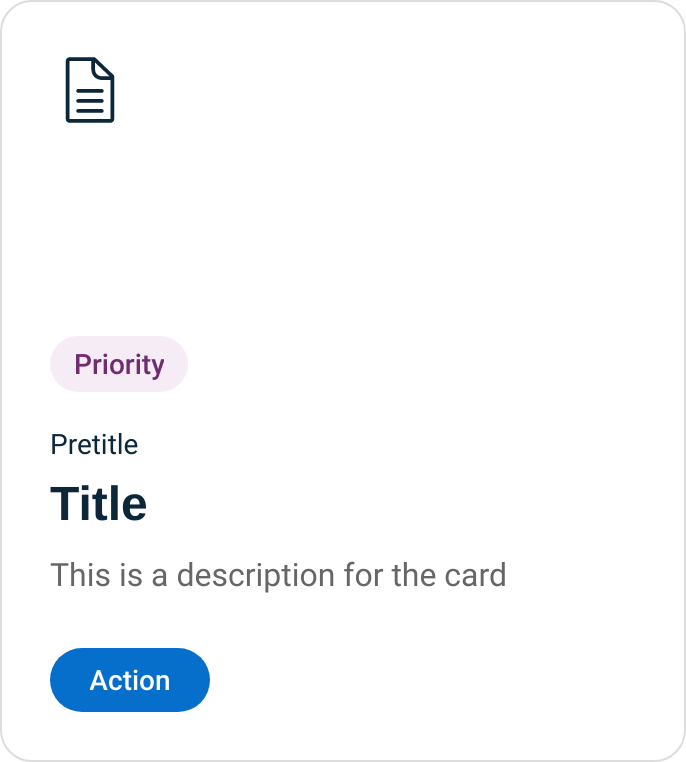 Priority
Pretitle
Title
This is a description for the card
Action